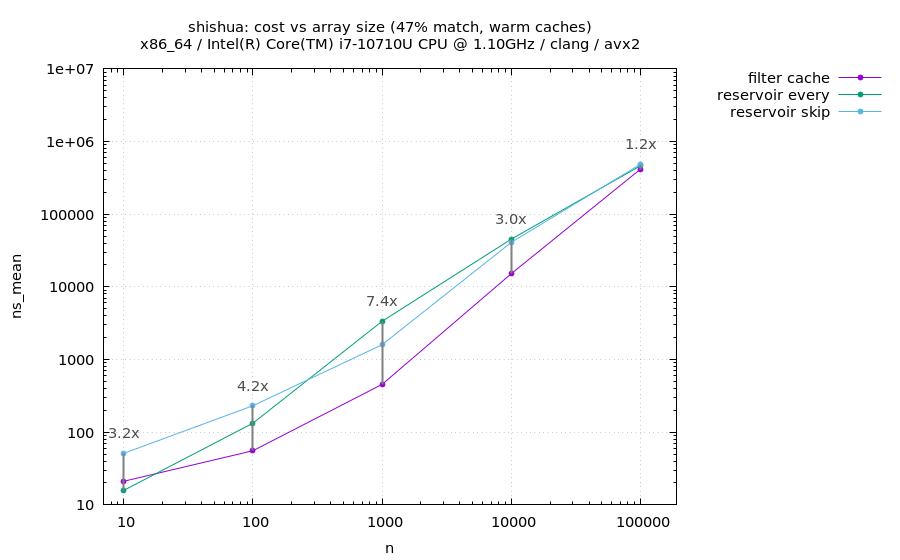 shishua: cost vs array size (47% match, warm caches)
x86_64 / Intel(R) Core(TM) i7-10710U CPU @ 1.10GHz / clang / avx2
1e+07
1e+06
100000
10000
1000
100
10
ns_mean
3.2x
4.2x
7.4x
3.0x
1.2x
filter cache
reservoir every
reservoir skip
10
100
1000
10000
100000
n